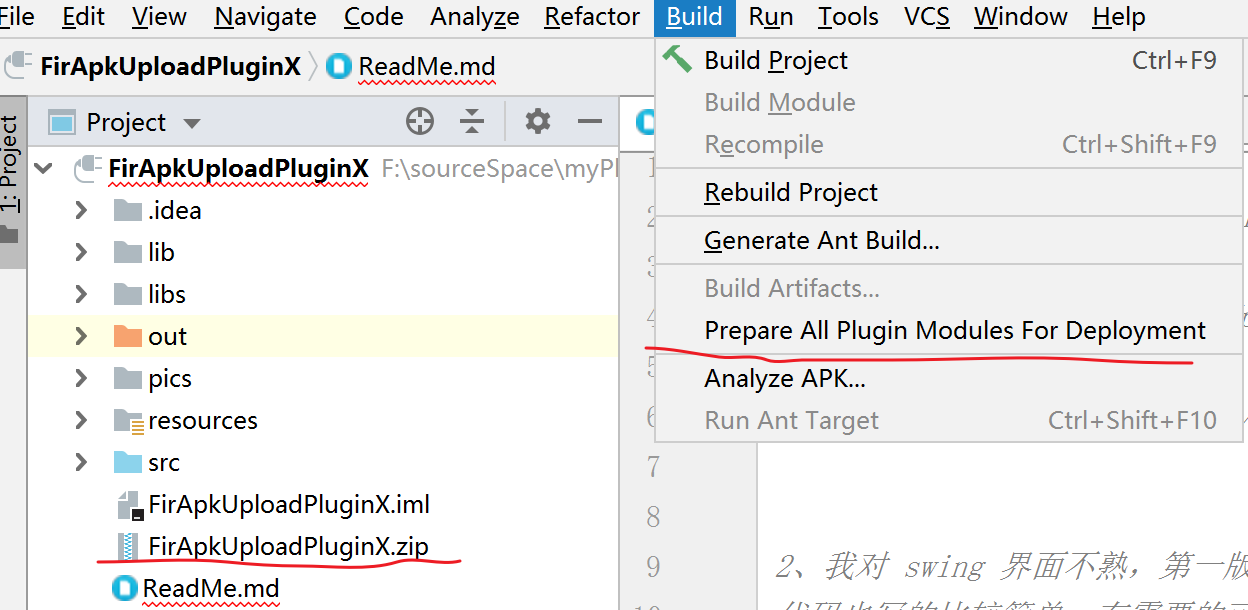 File Edit View Navigate Code Analyze Refactor Build Run Tools VCS Window Help
FirApkUploadPluginX ReadMe.md
Project
1: Project
FirApkUploadPluginX F:\sourceSpace\myPl
.idea
lib
libs
out
pics
resources
src
FirApkUploadPluginX.iml
FirApkUploadPluginX.zip
ReadMe.md
Build Project Ctrl+F9
Build Module
Recompile Ctrl+Shift+F9
Rebuild Project
Generate Ant Build...
Build Artifacts...
Prepare All Plugin Modules For Deployment
Analyze APK...
Run Ant Target Ctrl+Shift+F10
1
2
3
4
5
6
7
8
9
2、我对 swing 界面不熟，第一版